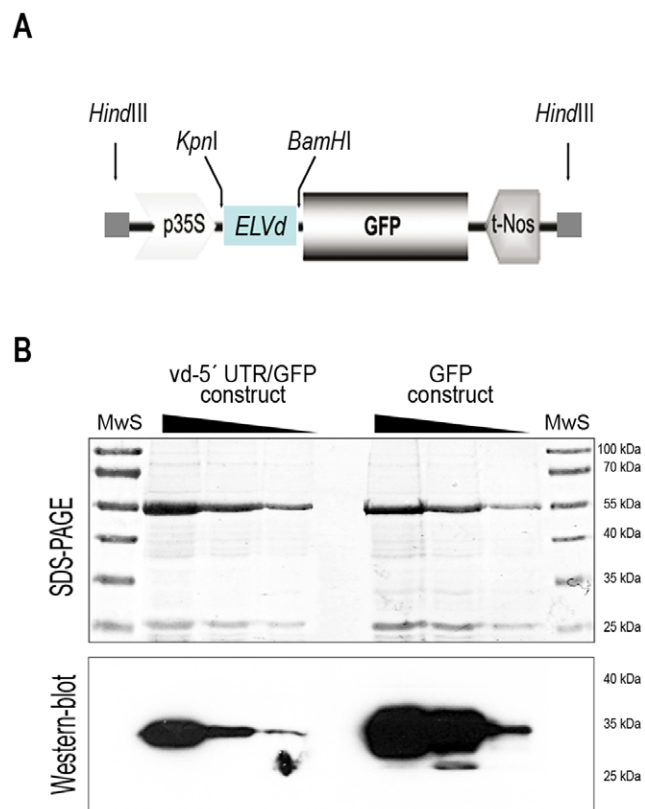 A
HindIII
HindIII
KpnI
BamHI
p35S
ELVd
GFP
t-Nos
B
vd-5´ UTR/GFP
construct
GFP
construct
MwS
MwS
SDS-PAGE
100 kDa
70 kDa
55 kDa
40 kDa
35 kDa
25 kDa
Western-blot
40 kDa
35 kDa
25 kDa